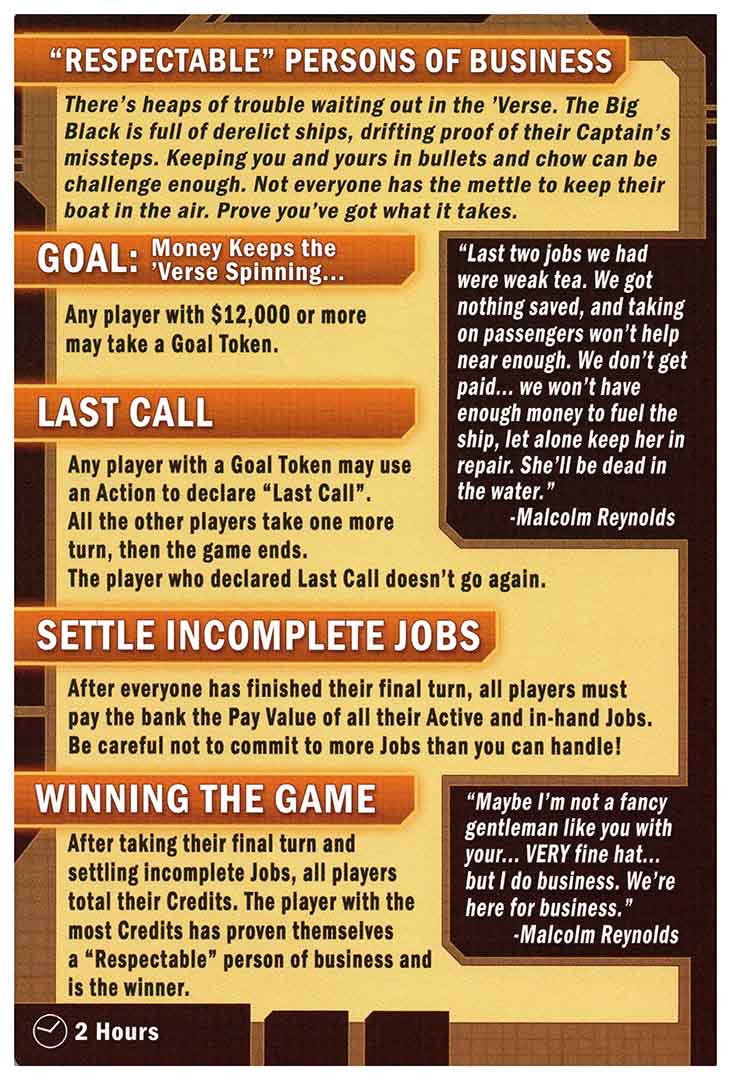 “RESPECTABLE” PERSONS OF BUSINESS
There’s heaps of trouble waiting out in the ’Verse. The Big
Black is full of derelict ships, drifting proof of their Captain’s
missteps. Keeping you and yours in bullets and chow can be
challenge enough. Not everyone has the mettle to keep their
boat in the air. Prove you’ve got what it takes.
GOAL: Money Keeps the
’Verse Spinning...
Any player with $12,000 or more
may take a Goal Token.
LAST CALL
Any player with a Goal Token may use
an Action to declare “Last Call”.
All the other players take one more
turn, then the game ends.
The player who declared Last Call doesn’t go again.
“Last two jobs we had
were weak tea. We got
nothing saved, and taking
on passengers won’t help
near enough. We don’t get
paid... we won’t have
enough money to fuel the
ship, let alone keep her in
repair. She’ll be dead in
the water.”
-Malcolm Reynolds
SETTLE INCOMPLETE JOBS
After everyone has finished their final turn, all players must
pay the bank the Pay Value of all their Active and in-hand Jobs.
Be careful not to commit to more Jobs than you can handle!
WINNING THE GAME
After taking their final turn and
settling incomplete Jobs, all players
total their Credits. The player with the
most Credits has proven themselves
a “Respectable” person of business and
is the winner.
“Maybe I’m not a fancy
gentleman like you with
your... VERY fine hat...
but I do business. We’re
here for business.”
-Malcolm Reynolds
2 Hours